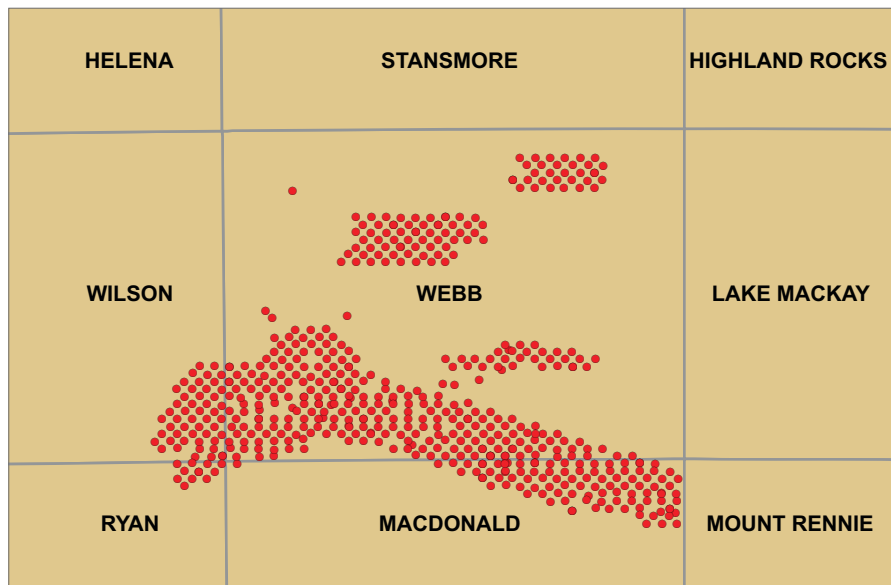 HELENA
STANSMORE
HIGHLAND ROCKS
WILSON
WEBB
LAKE MACKAY
RYAN
MACDONALD
MOUNT RENNIE